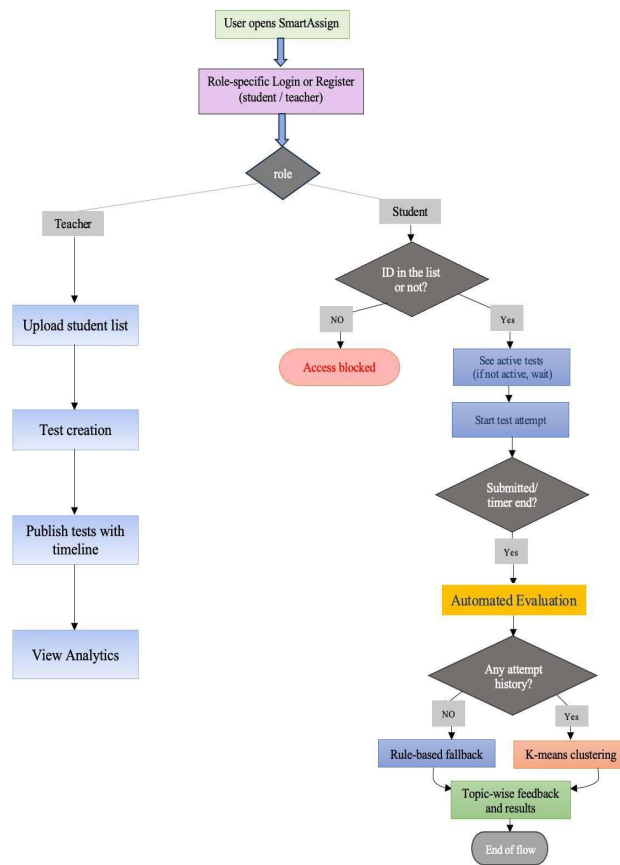 User opens SmartAssign
Role-specific Login or Register
(student / teacher)
role
Teacher
Student
ID in the list
or not?
NO
Yes
Upload student list
Access blocked
See active tests
(if not active, wait)
Start test attempt
Test creation
Submitted/
timer end?
Publish tests with
timeline
Yes
Automated Evaluation
View Analytics
Any attempt
history?
NO
Yes
Rule-based fallback
K-means clustering
Topic-wise feedback
and results
End of flow